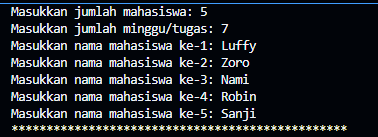 Masukkan jumlah mahasiswa: 5
Masukkan jumlah minggu/tugas: 7
Masukkan nama mahasiswa ke-1: Luffy
Masukkan nama mahasiswa ke-2: Zoro
Masukkan nama mahasiswa ke-3: Nami
Masukkan nama mahasiswa ke-4: Robin
Masukkan nama mahasiswa ke-5: Sanji
************************************************